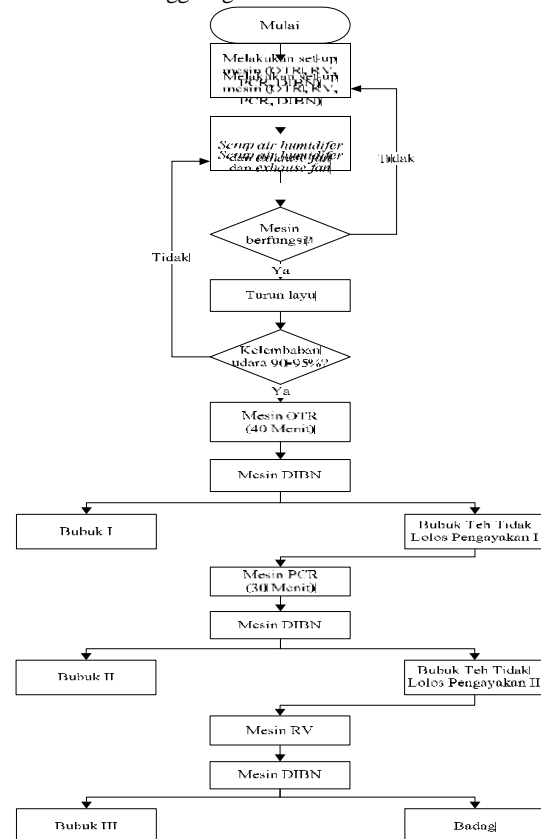 Mulai
Melakukan set-up
mesin (OTR, RV,
PCR, DIBN)
Setup air humidifer
dan exhause fan
Tidak
Mesin
berfungsi?
Tidak
Ya
Turun layu
Kelembaban
udara 90-95%?
Ya
Mesin OTR
(40 Menit)
Mesin DIBN
Bubuk I
Bubuk Teh Tidak
Lolos Pengayakan I
Mesin PCR
(30 Menit)
Mesin DIBN
Bubuk II
Bubuk Teh Tidak
Lolos Pengayakan II
Mesin RV
Mesin DIBN
Bubuk III
Badag